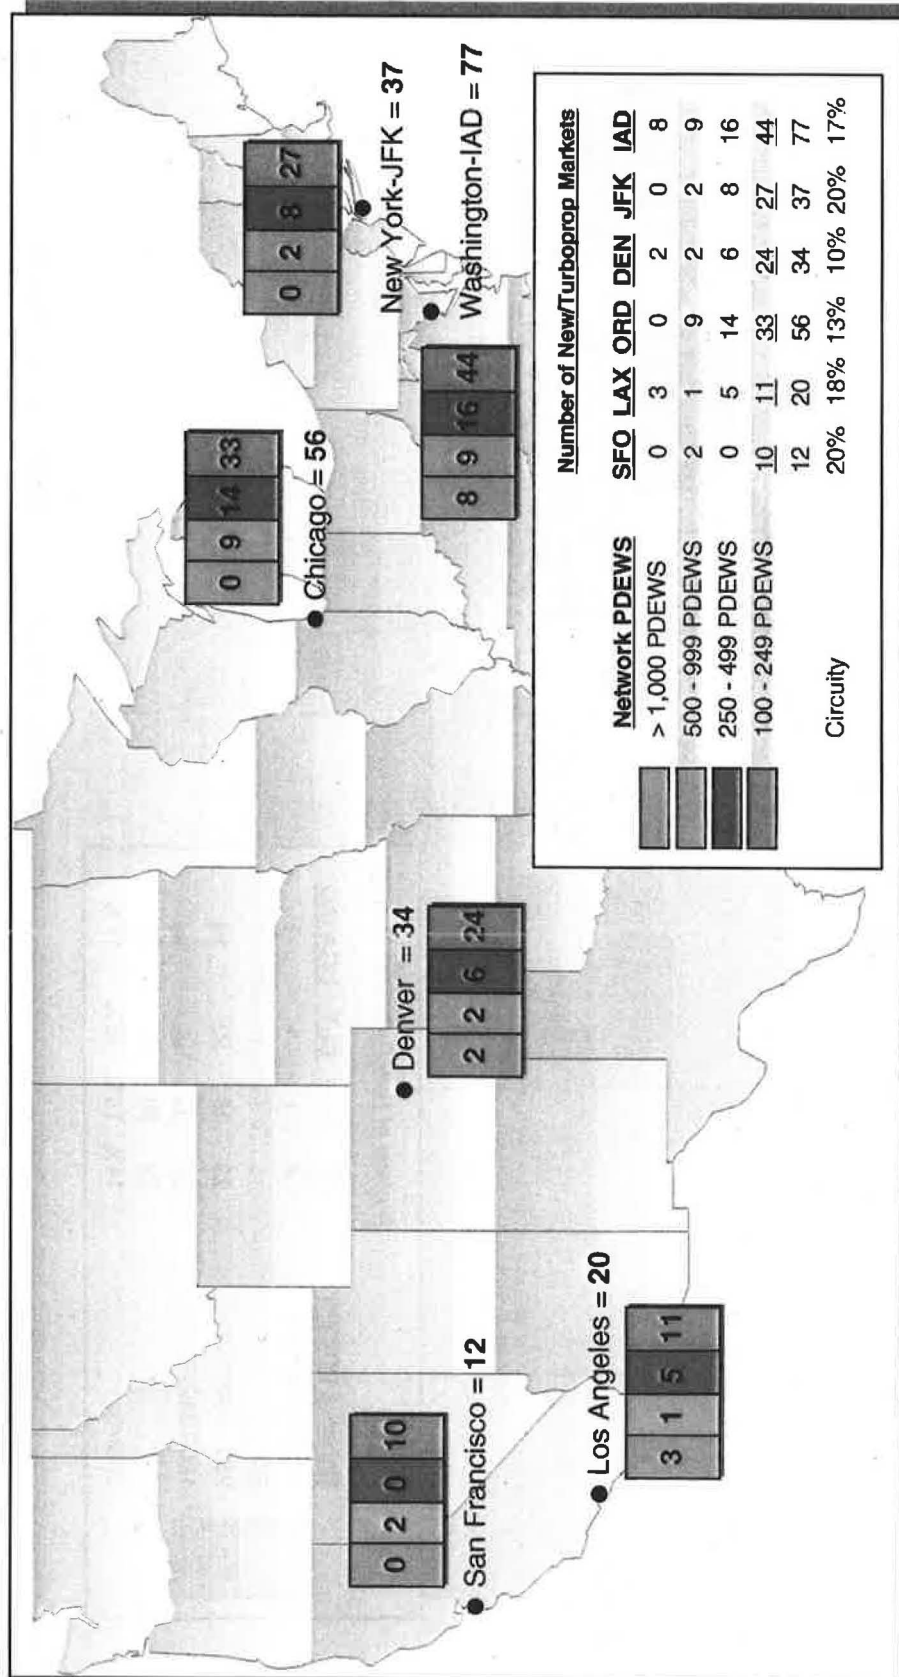 0 9 14 33
Chicago = 56
0 2 8 27
New York-JFK = 37
Washington-IAD = 77
8 9 16 44
Denver = 34
2 2 6 24
0 2 0 10
San Francisco = 12
Los Angeles = 20
3 1 5 11
Number of New/Turboprop Markets
Network PDEWS SFO LAX ORD DEN JFK IAD
> 1,000 PDEWS 0 3 0 2 0 8
500 - 999 PDEWS 2 1 9 2 2 9
250 - 499 PDEWS 0 5 14 6 8 16
100 - 249 PDEWS 10 11 33 24 27 44
12 20 56 34 37 77
Circuity 20% 18% 13% 10% 20% 17%